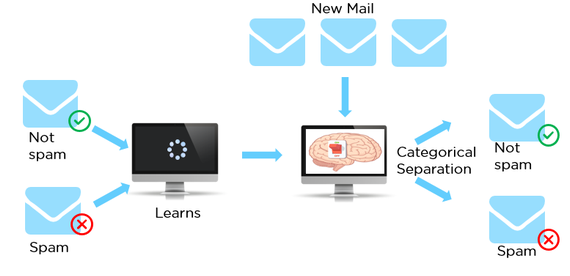 New Mail
Not
spam
Spam
Learns
Categorical
Separation
Not
spam
Spam